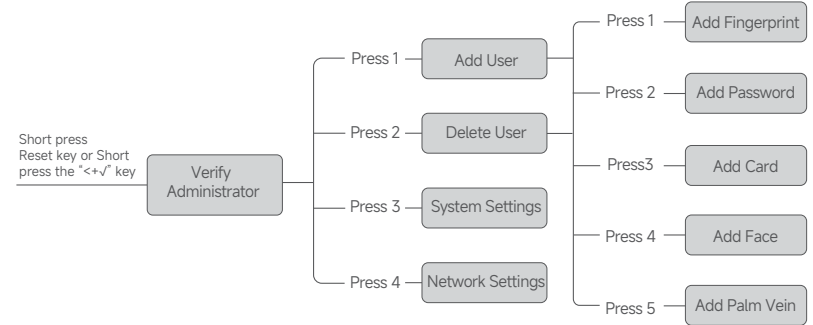 Short press
Reset key or Short
press the “<+√” key
Verify
Administrator
Press 1
Add User
Press 2
Delete User
Press 3
System Settings
Press 4
Network Settings
Press 1
Add Fingerprint
Press 2
Add Password
Press3
Add Card
Press 4
Add Face
Press 5
Add Palm Vein